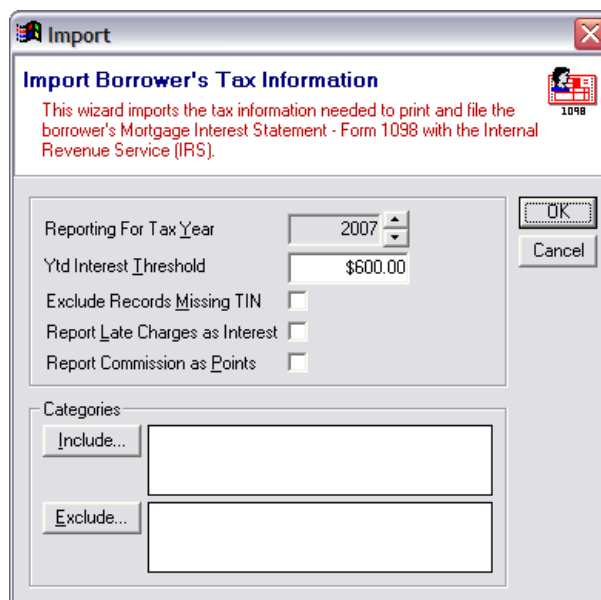 Import
Import Borrower's Tax Information
This wizard imports the tax information needed to print and file the
borrower's Mortgage Interest Statement - Form 1098 with the Internal
Revenue Service (IRS).
1098
Reporting For Tax Year 2007
OK
Ytd Interest Threshold $600.00
Cancel
Exclude Records Missing TIN
Report Late Charges as Interest
Report Commission as Points
Categories
Include...
Exclude...